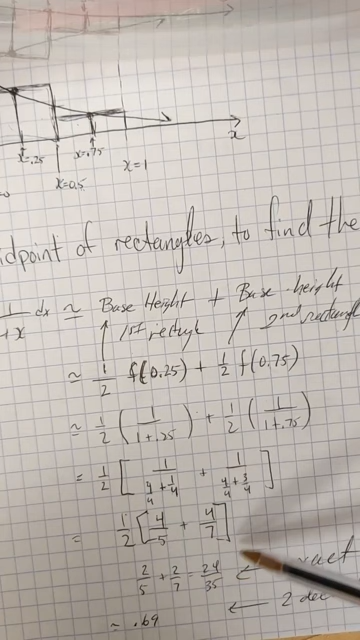 x=.25 x=.75 x
x=0.5 x=1
idpoint of rectangles, to find the
1/1+x dx ≃ Base Height + Base height
1st rectangle 2nd rectangle
≃ 1/2 f(0.25) + 1/2 f(0.75)
≃ 1/2 (1/1+.25) + 1/2 (1/1+.75)
= 1/2 [1/(4/4+1/4) + 1/(4/4+3/4)]
= 1/2 [4/5 + 4/7]
2/5 + 2/7 = 24/35 ←
≃ .69 ← 2 dec